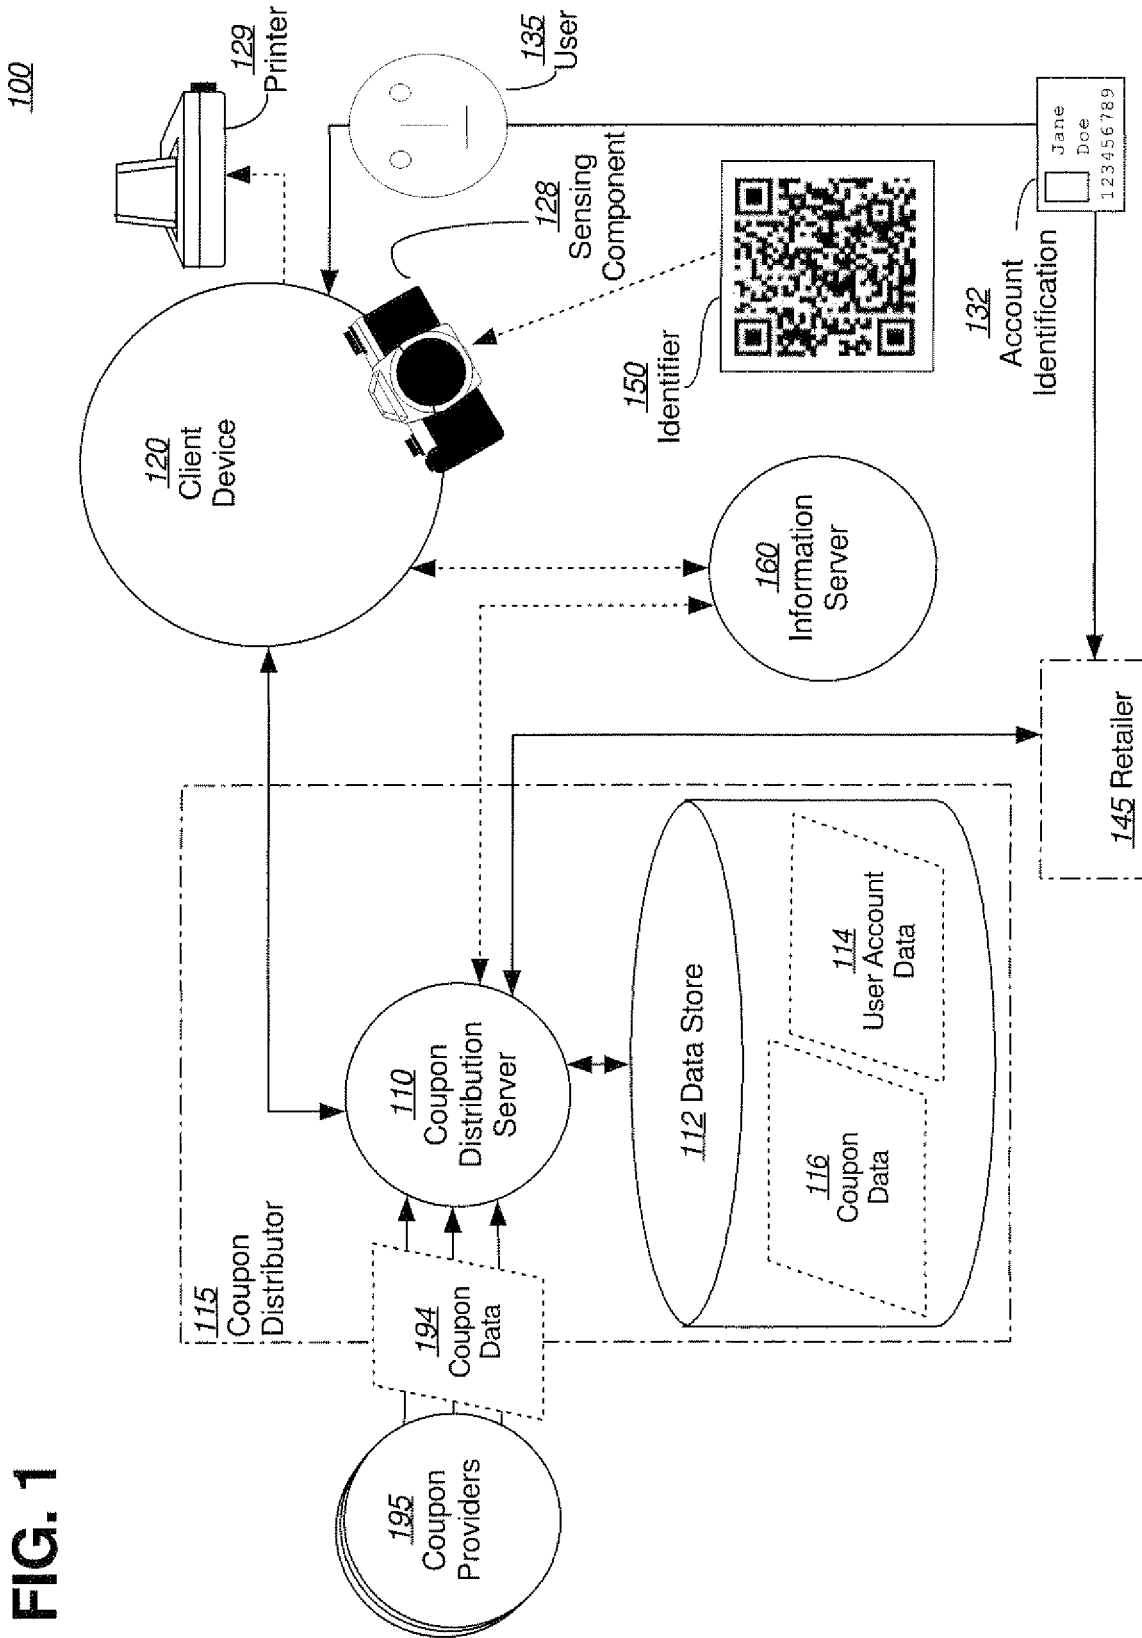 FIG. 1
100
195
Coupon
Providers
194
Coupon
Data
115
Coupon
Distributor
110
Coupon
Distribution
Server
112 Data Store
116
Coupon
Data
114
User Account
Data
120
Client
Device
129
Printer
135
User
128
Sensing
Component
150
Identifier
160
Information
Server
132
Account
Identification
Jane
Doe
123456789
145 Retailer